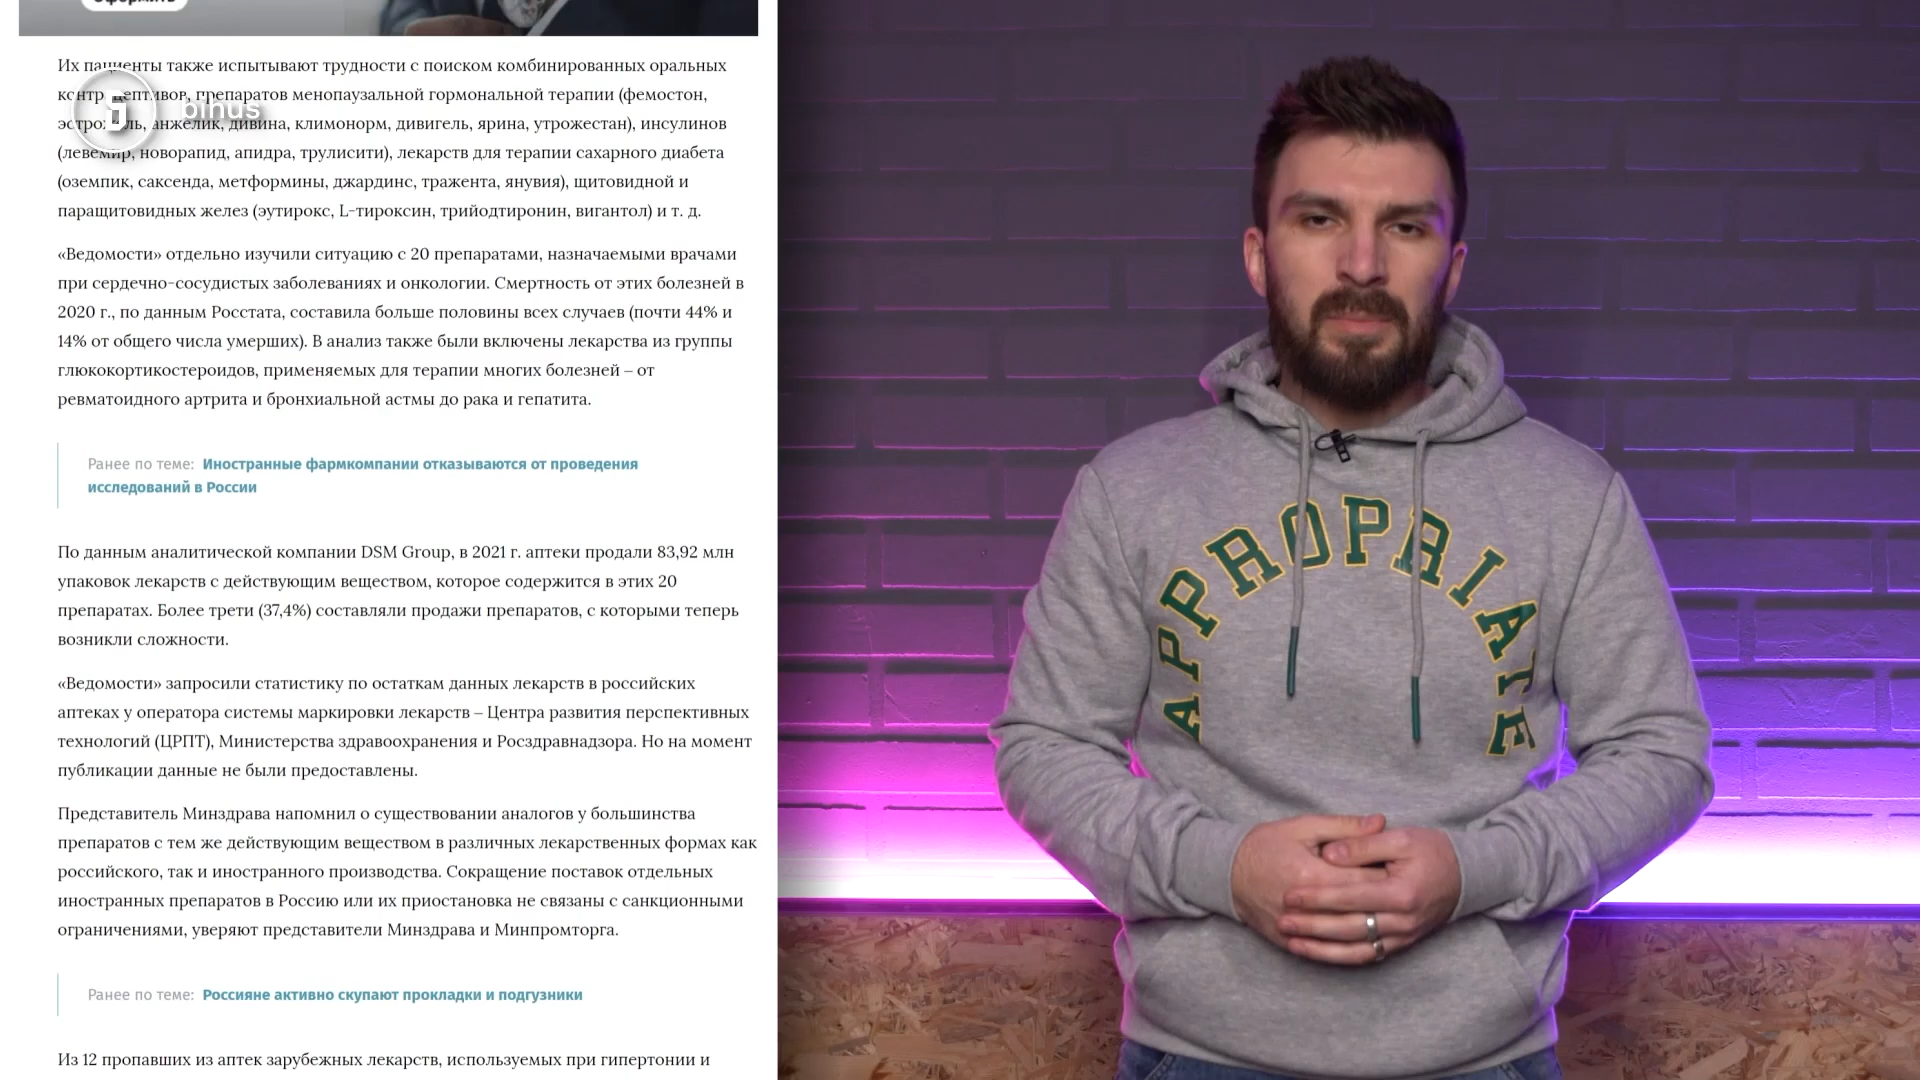 Оформить
Их пациенты также испытывают трудности с поиском комбинированных оральных
контрацептивов, препаратов менопаузальной гормональной терапии (фемостон,
эстрожель, анжелик, дивина, климонорм, дивигель, ярина, утрожестан), инсулинов
(левемир, новорапид, апидра, трулисити), лекарств для терапии сахарного диабета
(оземпик, саксенда, метформины, джардинс, тражента, янувия), щитовидной и
паращитовидных желез (эутирокс, L-тироксин, трийодтиронин, вигантол) и т. д.
bihus
«Ведомости» отдельно изучили ситуацию с 20 препаратами, назначаемыми врачами
при сердечно-сосудистых заболеваниях и онкологии. Смертность от этих болезней в
2020 г., по данным Росстата, составила больше половины всех случаев (почти 44% и
14% от общего числа умерших). В анализ также были включены лекарства из группы
глюкокортикостероидов, применяемых для терапии многих болезней – от
ревматоидного артрита и бронхиальной астмы до рака и гепатита.
Ранее по теме: Иностранные фармкомпании отказываются от проведения
исследований в России
По данным аналитической компании DSM Group, в 2021 г. аптеки продали 83,92 млн
упаковок лекарств с действующим веществом, которое содержится в этих 20
препаратах. Более трети (37,4%) составляли продажи препаратов, с которыми теперь
возникли сложности.
«Ведомости» запросили статистику по остаткам данных лекарств в российских
аптеках у оператора системы маркировки лекарств – Центра развития перспективных
технологий (ЦРПТ), Министерства здравоохранения и Росздравнадзора. Но на момент
публикации данные не были предоставлены.
Представитель Минздрава напомнил о существовании аналогов у большинства
препаратов с тем же действующим веществом в различных лекарственных формах как
российского, так и иностранного производства. Сокращение поставок отдельных
иностранных препаратов в Россию или их приостановка не связаны с санкционными
ограничениями, уверяют представители Минздрава и Минпромторга.
Ранее по теме: Россияне активно скупают прокладки и подгузники
Из 12 пропавших из аптек зарубежных лекарств, используемых при гипертонии и
APPROPRIATE